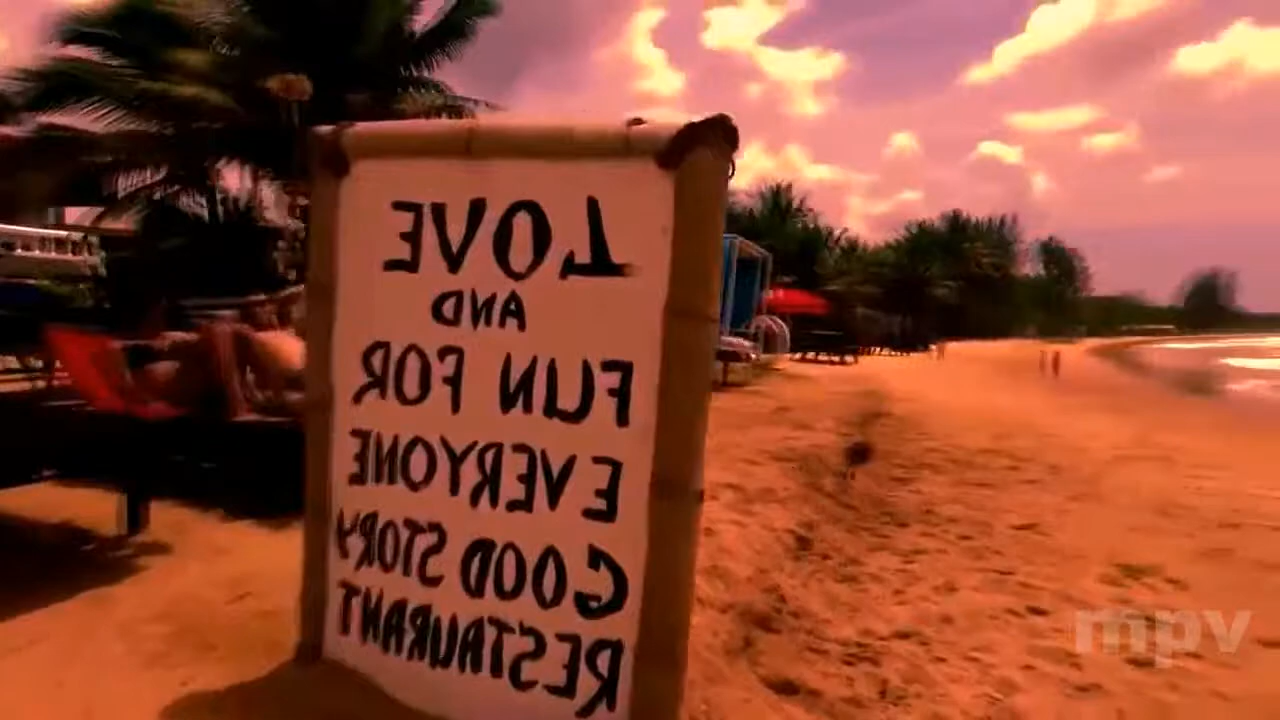 LOVE
AND
FUN FOR
EVERYONE
GOOD STORY
RESTAURANT
mpv